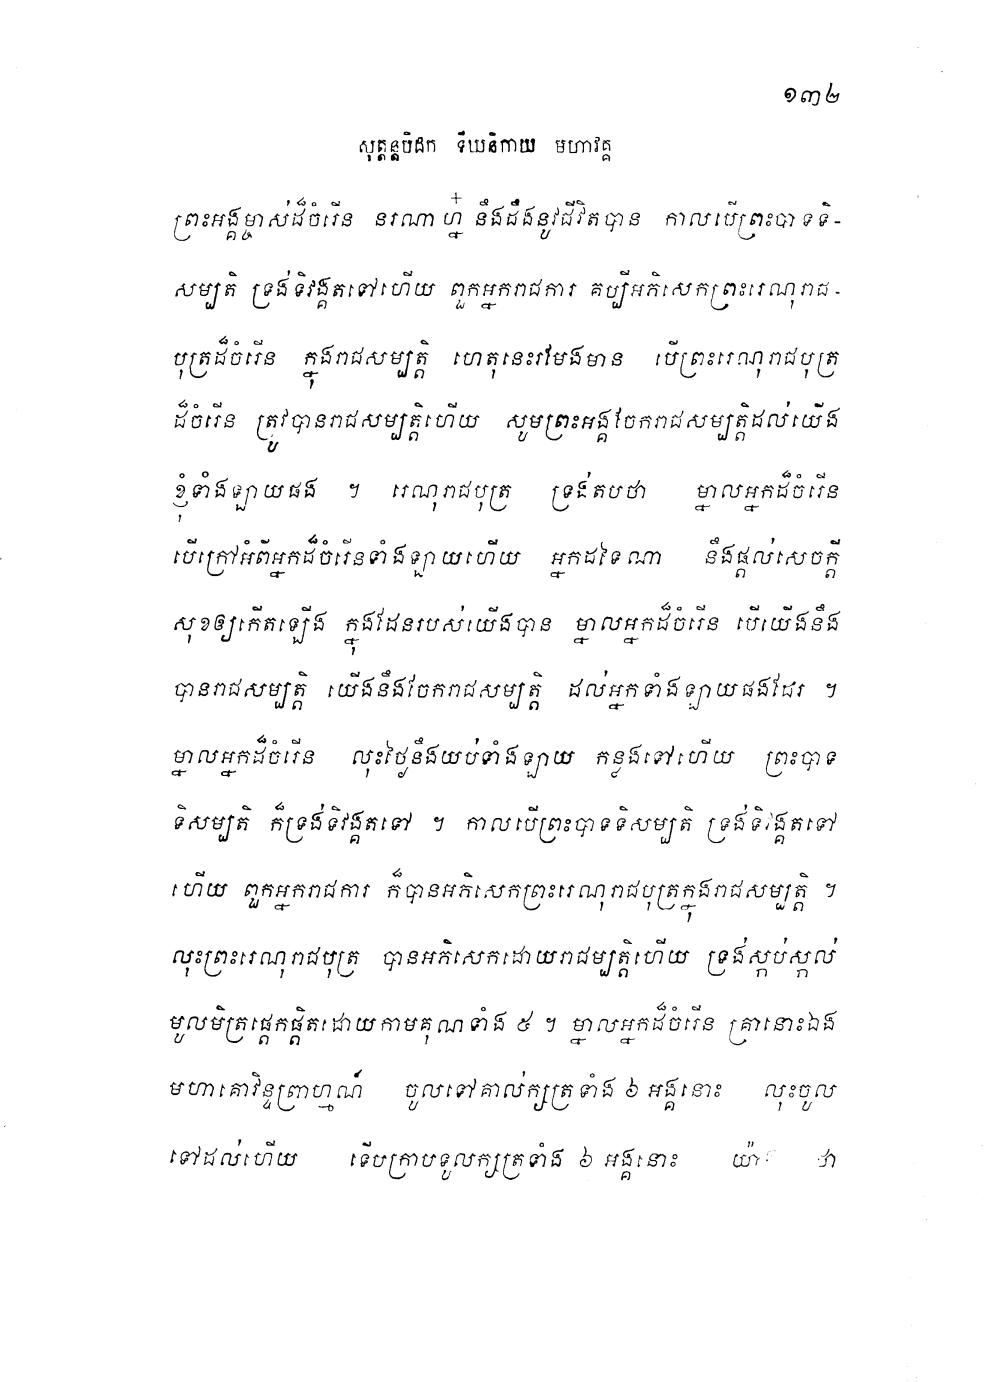 ១៣២
សុត្តន្តបិដក ទីឃនិកាយ មហាវគ្គ
ព្រះអង្គម្ចាស់ដ៏ចំរើន នរណាហ្ន៎ នឹងដឹងនូវជីវិតបាន កាលបើព្រះបាទទិ-
សម្បតិ ទ្រង់ទិវង្គតទៅហើយ ពួកអ្នករាជការ គប្បីអភិសេកព្រះរេណុរាជ-
បុត្រដ៏ចំរើន ក្នុងរាជសម្បត្តិ ហេតុនេះរមែងមាន បើព្រះរេណុរាជបុត្រ
ដ៏ចំរើន ត្រូវបានរាជសម្បត្តិហើយ សូមព្រះអង្គចែករាជសម្បត្តិដល់យើង
ខ្ញុំទាំងឡាយផង ។ រេណុរាជបុត្រ ទ្រង់តបថា ម្នាលអ្នកដ៏ចំរើន
បើក្រៅអំពីអ្នកដ៏ចំរើនទាំងឡាយហើយ អ្នកដទៃណា នឹងផ្តល់សេចក្តី
សុខឲ្យកើតឡើង ក្នុងដែនរបស់យើងបាន ម្នាលអ្នកដ៏ចំរើន បើយើងនឹង
បានរាជសម្បត្តិ យើងនឹងចែករាជសម្បត្តិ ដល់អ្នកទាំងឡាយផងដែរ ។
ម្នាលអ្នកដ៏ចំរើន លុះថ្ងៃនឹងយប់ទាំងឡាយ កន្លងទៅហើយ ព្រះបាទ
ទិសម្បតិ ក៏ទ្រង់ទិវង្គតទៅ ។ កាលបើព្រះបាទទិសម្បតិ ទ្រង់ទិវង្គតទៅ
ហើយ ពួកអ្នករាជការ ក៏បានអភិសេកព្រះរេណុរាជបុត្រក្នុងរាជសម្បត្តិ ។
លុះព្រះរេណុរាជបុត្រ បានអភិសេកដោយរាជម្បត្តិហើយ ទ្រង់ស្កប់ស្កល់
មូលមិត្រផ្តេកផ្តិតដោយកាមគុណទាំង ៥ ។ ម្នាលអ្នកដ៏ចំរើន គ្រានោះឯង
មហាគោវិន្ទព្រាហ្មណ៍ ចូលទៅគាល់ក្សត្រទាំង ៦ អង្គនោះ លុះចូល
ទៅដល់ហើយ ទើបក្រាបទូលក្សត្រទាំង ៦ អង្គនោះ ថា